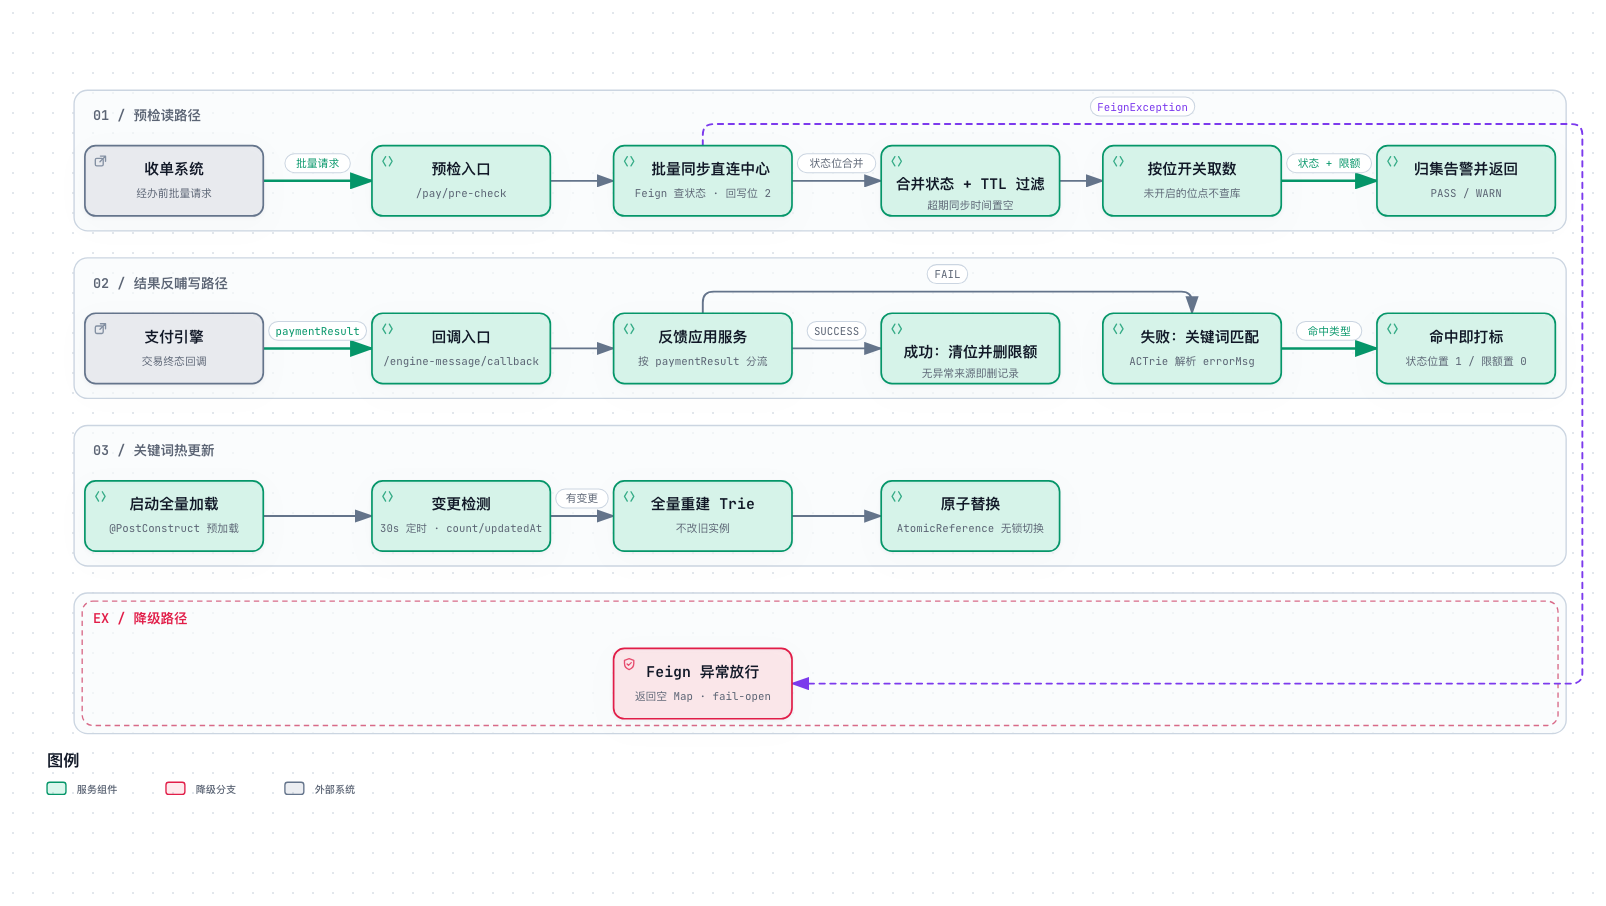 01 / 预检读路径
FeignException
收单系统
经办前批量请求
批量请求
预检入口
/pay/pre-check
批量同步直连中心
Feign 查状态 · 回写位 2
状态位合并
合并状态 + TTL 过滤
超期同步时间置空
按位开关取数
未开启的位点不查库
状态 + 限额
归集告警并返回
PASS / WARN
02 / 结果反哺写路径
FAIL
支付引擎
交易终态回调
paymentResult
回调入口
/engine-message/callback
反馈应用服务
按 paymentResult 分流
SUCCESS
成功: 清位并删限额
无异常来源即删记录
失败: 关键词匹配
ACTrie 解析 errorMsg
命中类型
命中即打标
状态位置 1 / 限额置 0
03 / 关键词热更新
启动全量加载
@PostConstruct 预加载
变更检测
30s 定时 · count/updatedAt
有变更
全量重建 Trie
不改旧实例
原子替换
AtomicReference 无锁切换
EX / 降级路径
Feign 异常放行
返回空 Map · fail-open
图例
服务组件
降级分支
外部系统